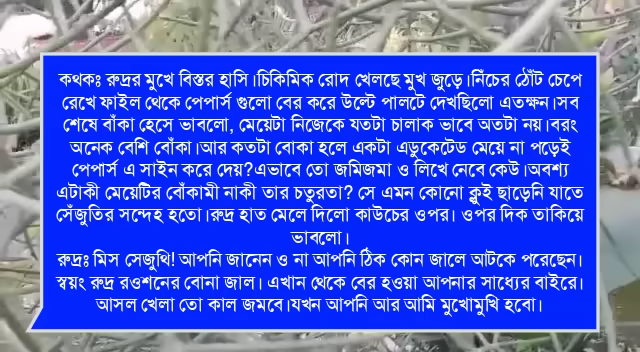 কথকঃ রুদ্রর মুখে বিস্তর হাসি।চিকিমিক রোদ খেলছে মুখ জুড়ে।নিঁচের ঠোঁট চেপে
রেখে ফাইল থেকে পেপার্স গুলো বের করে উল্টে পালটে দেখছিলো এতক্ষন।সব
শেষে বাঁকা হেসে ভাবলো, মেয়েটা নিজেকে যতটা চালাক ভাবে অতটা নয়।বরং
অনেক বেশি বোঁকা।আর কতটা বোকা হলে একটা এডুকেটেড মেয়ে না পড়েই
পেপার্স এ সাইন করে দেয়?এভাবে তো জমিজমা ও লিখে নেবে কেউ।অবশ্য
এটাকী মেয়েটির বোঁকামী নাকী তার চতুরতা? সে এমন কোনো ক্লুই ছাড়েনি যাতে
সেঁজুতির সন্দেহ হতো।রুদ্র হাত মেলে দিলো কাউচের ওপর। ওপর দিক তাকিয়ে
ভাবলো।
রুদ্রঃ মিস সেজুথি! আপনি জানেন ও না আপনি ঠিক কোন জালে আটকে পরেছেন।
স্বয়ং রুদ্র রওশনের বোনা জাল। এখান থেকে বের হওয়া আপনার সাধ্যের বাইরে।
আসল খেলা তো কাল জমবে।যখন আপনি আর আমি মুখোমুখি হবো।